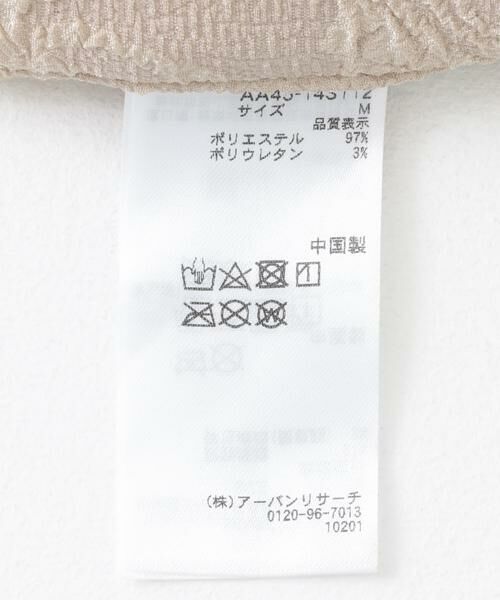 AA45-143112
サイズ M
品質表示
ポリエステル 97%
ポリウレタン 3%
中国製
(株)アーバンリサーチ
0120-96-7013
10201